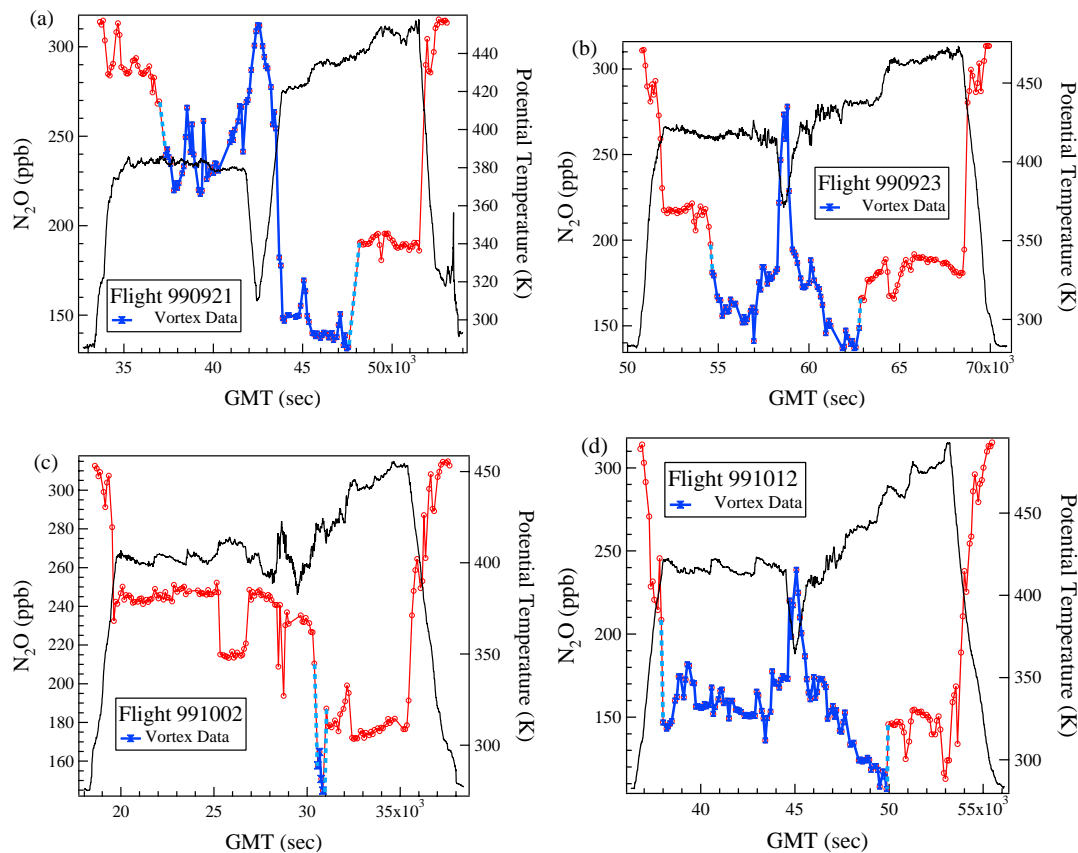 (a)
N₂O (ppb)
300
250
200
150
460
440
420
400
380
360
340
320
300
Potential Temperature (K)
Flight 990921
Vortex Data
35
40
45
50x10³
GMT (sec)
(b)
N₂O (ppb)
300
250
200
150
450
400
350
300
Potential Temperature (K)
Flight 990923
Vortex Data
50
55
60
65
70x10³
GMT (sec)
(c)
N₂O (ppb)
300
280
260
240
220
200
180
160
450
400
350
300
Potential Temperature (K)
Flight 991002
Vortex Data
20
25
30
35x10³
GMT (sec)
(d)
N₂O (ppb)
300
250
200
150
450
400
350
300
Potential Temperature (K)
Flight 991012
Vortex Data
40
45
50
55x10³
GMT (sec)